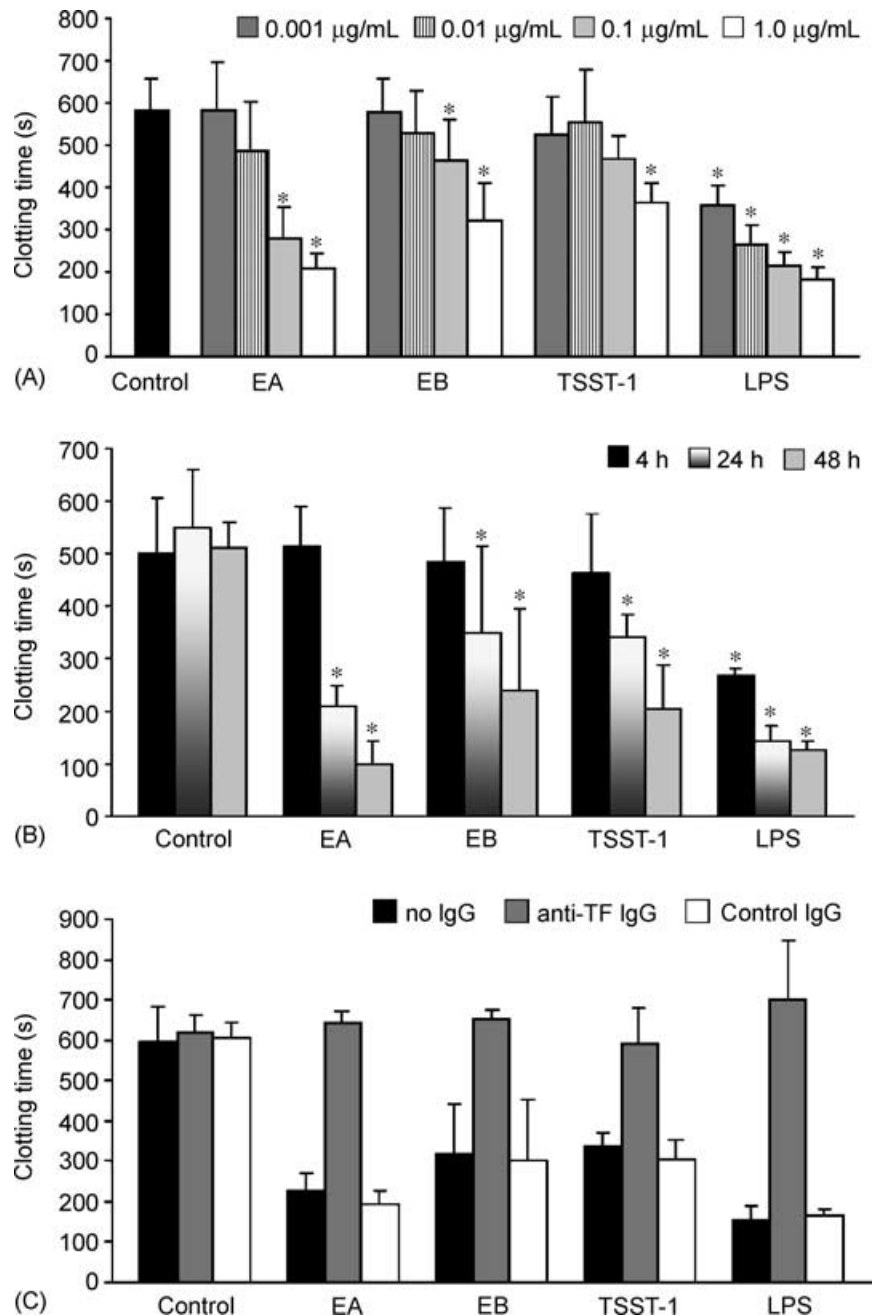 800
700
600
500
400
300
200
100
0
Clotting time (s)
0.001 µg/mL 0.01 µg/mL 0.1 µg/mL 1.0 µg/mL
* * * * * * * * *
(A) Control EA EB TSST-1 LPS
700
600
500
400
300
200
100
0
Clotting time (s)
4 h 24 h 48 h
* * * * * * * * *
(B) Control EA EB TSST-1 LPS
900
800
700
600
500
400
300
200
100
0
Clotting time (s)
no IgG anti-TF IgG Control IgG
(C) Control EA EB TSST-1 LPS